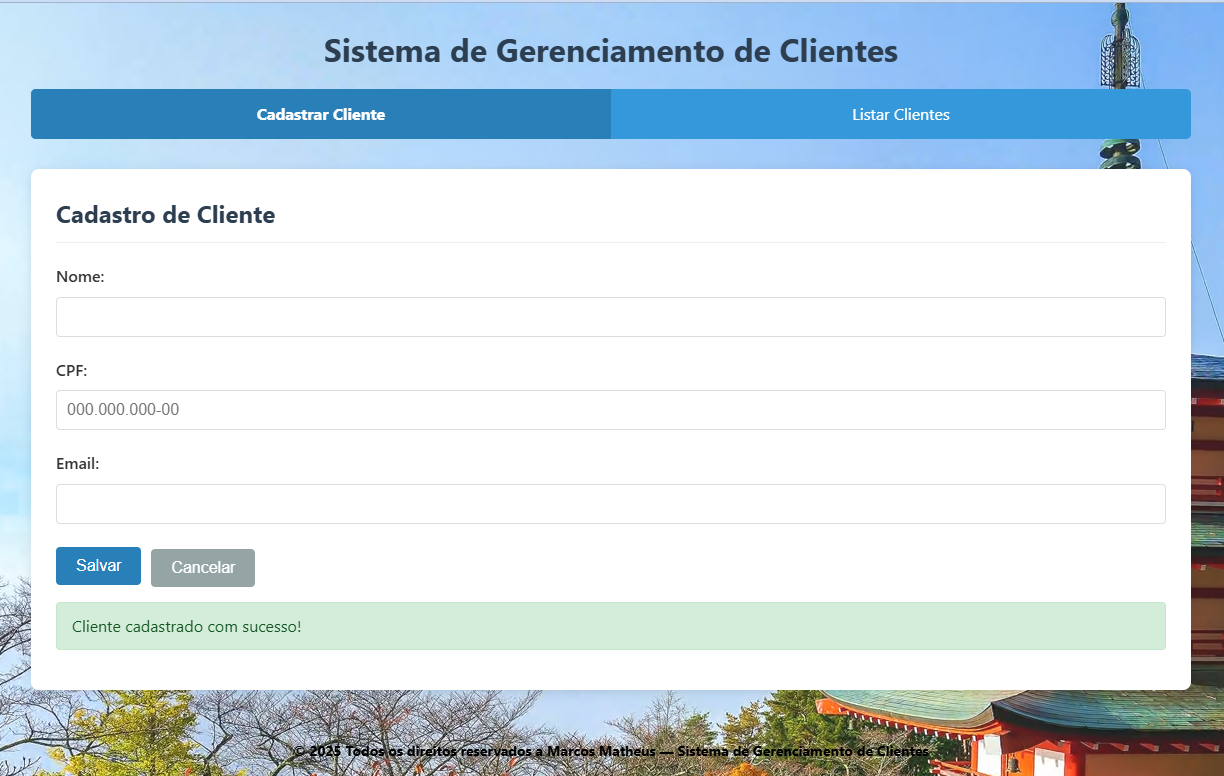 Sistema de Gerenciamento de Clientes
Cadastrar Cliente
Listar Clientes
Cadastro de Cliente
Nome:
CPF:
000.000.000-00
Email:
Salvar
Cancelar
Cliente cadastrado com sucesso!
© 2025 Todos os direitos reservados a Marcos Matheus — Sistema de Gerenciamento de Clientes